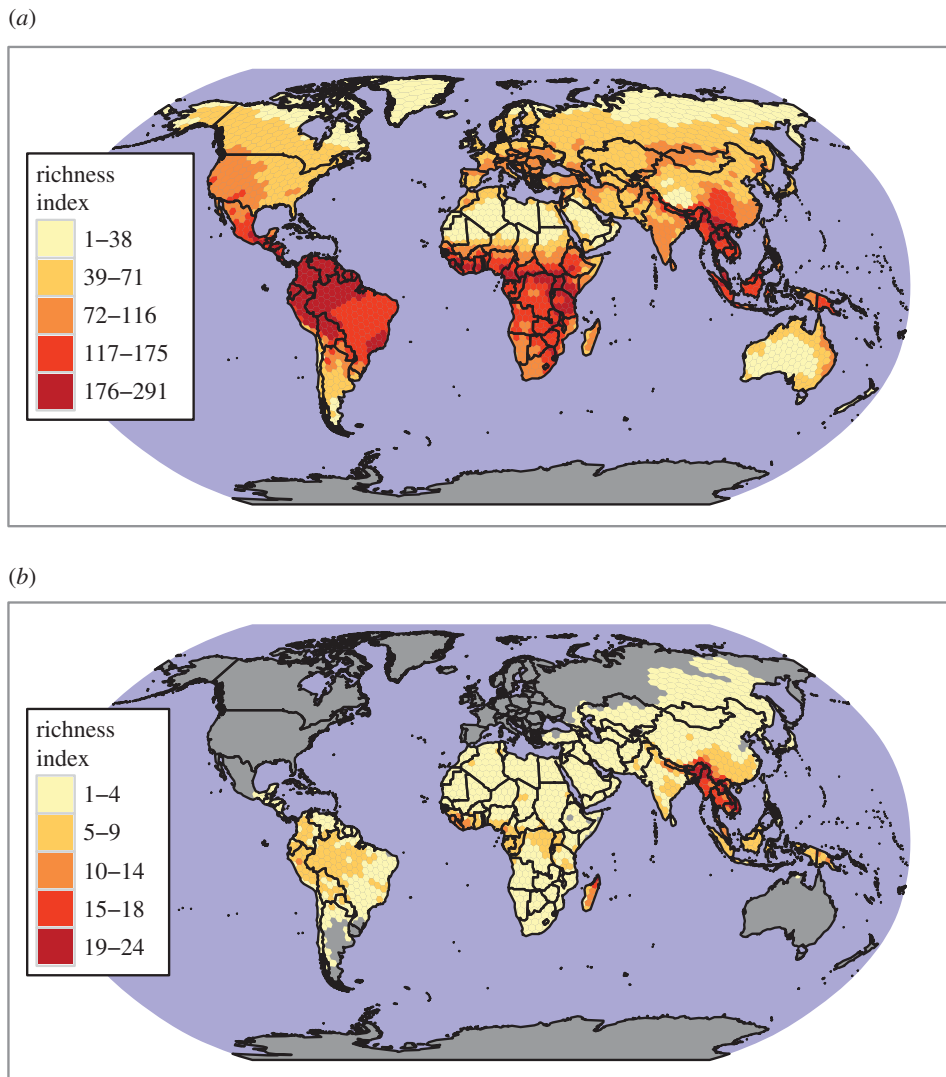 (a)
richness
index
1–38
39–71
72–116
117–175
176–291
(b)
richness
index
1–4
5–9
10–14
15–18
19–24